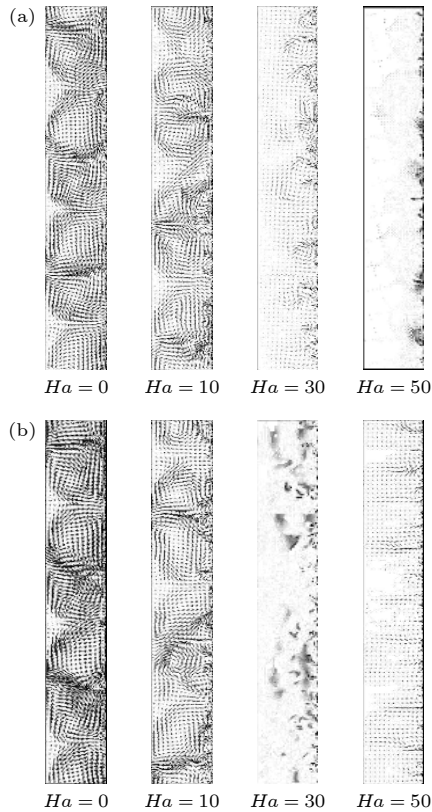 (a)
Ha = 0 Ha = 10 Ha = 30 Ha = 50
(b)
Ha = 0 Ha = 10 Ha = 30 Ha = 50